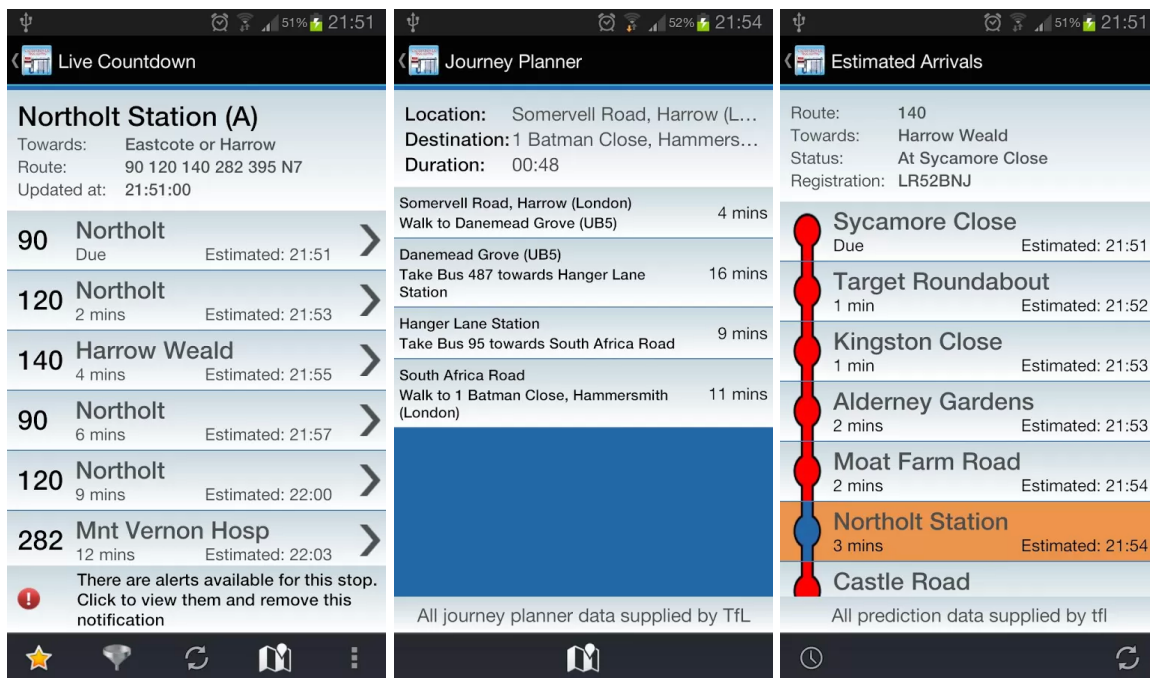 51% 21:51
Live Countdown
Northolt Station (A)
Towards: Eastcote or Harrow
Route: 90 120 140 282 395 N7
Updated at: 21:51:00
90 Northolt
Due Estimated: 21:51
120 Northolt
2 mins Estimated: 21:53
140 Harrow Weald
4 mins Estimated: 21:55
90 Northolt
6 mins Estimated: 21:57
120 Northolt
9 mins Estimated: 22:00
282 Mnt Vernon Hosp
12 mins Estimated: 22:03
There are alerts available for this stop.
Click to view them and remove this
notification
52% 21:54
Journey Planner
Location: Somervell Road, Harrow (L...
Destination: 1 Batman Close, Hammers...
Duration: 00:48
Somervell Road, Harrow (London)
Walk to Danemead Grove (UB5) 4 mins
Danemead Grove (UB5)
Take Bus 487 towards Hanger Lane 16 mins
Station
Hanger Lane Station
Take Bus 95 towards South Africa Road 9 mins
South Africa Road
Walk to 1 Batman Close, Hammersmith 11 mins
(London)
All journey planner data supplied by TfL
51% 21:51
Estimated Arrivals
Route: 140
Towards: Harrow Weald
Status: At Sycamore Close
Registration: LR52BNJ
Sycamore Close
Due Estimated: 21:51
Target Roundabout
1 min Estimated: 21:52
Kingston Close
1 min Estimated: 21:53
Alderney Gardens
2 mins Estimated: 21:53
Moat Farm Road
2 mins Estimated: 21:54
Northolt Station
3 mins Estimated: 21:54
Castle Road
All prediction data supplied by tfl